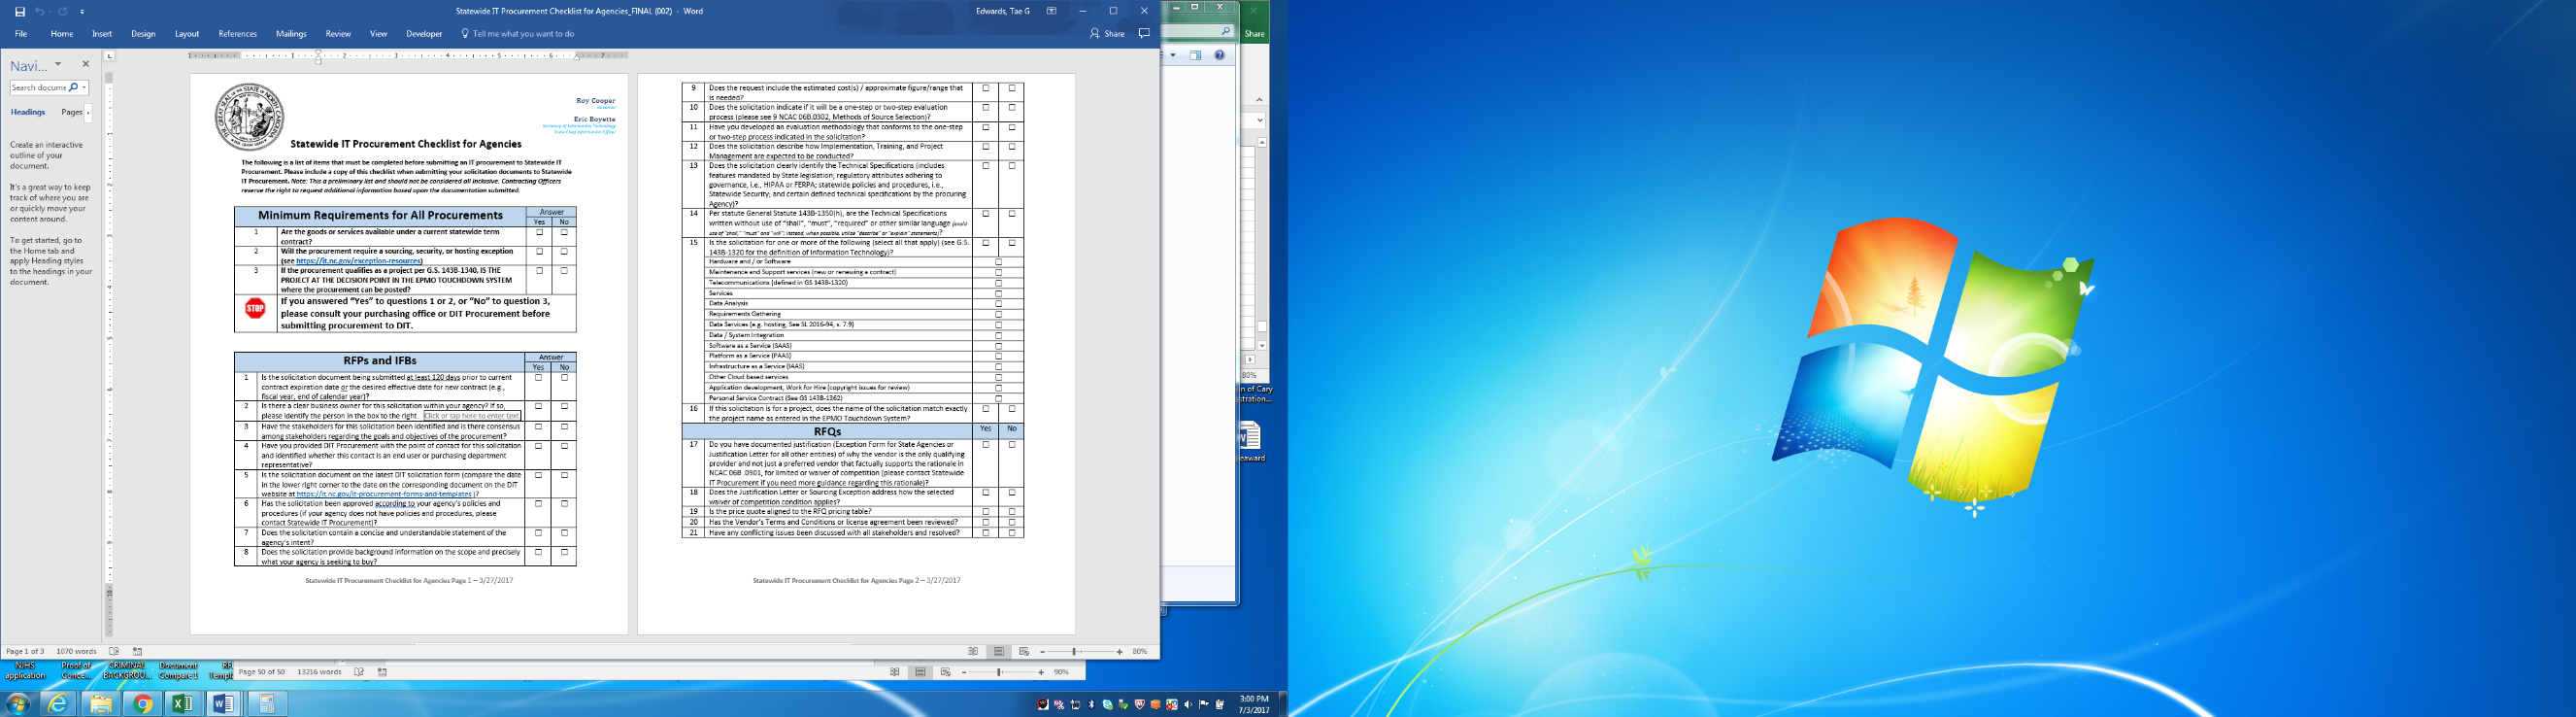 Statewide IT Procurement Checklist for Agencies_FINAL (002) - Word
Edwards, Tae G
File Home Insert Design Layout References Mailings Review View Developer Tell me what you want to do
Share
Share
Navi...
Search docume
Headings Pages
Create an interactive
outline of your
document.
It's a great way to keep
track of where you are
or quickly move your
content around.
To get started, go to
the Home tab and
apply Heading styles
to the headings in your
document.
Roy Cooper
Governor
Eric Boyette
Secretary of Information Technology
State Chief Information Officer
Statewide IT Procurement Checklist for Agencies
The following is a list of items that must be completed before submitting an IT procurement to Statewide IT
Procurement. Please include a copy of this checklist when submitting your solicitation documents to Statewide
IT Procurement. Note: This a preliminary list and should not be considered all inclusive. Contracting Officers
reserve the right to request additional information based upon the documentation submitted.
Minimum Requirements for All Procurements Answer
Yes No
1 Are the goods or services available under a current statewide term
contract?
2 Will the procurement require a sourcing, security, or hosting exception
(see https://it.nc.gov/exception-resources)
3 If the procurement qualifies as a project per G.S. 143B-1340, IS THE
PROJECT AT THE DECISION POINT IN THE EPMO TOUCHDOWN SYSTEM
where the procurement can be posted?
STOP If you answered "Yes" to questions 1 or 2, or "No" to question 3,
please consult your purchasing office or DIT Procurement before
submitting procurement to DIT.
RFPs and IFBs Answer
Yes No
1 Is the solicitation document being submitted at least 120 days prior to current
contract expiration date or the desired effective date for new contract (e.g.,
fiscal year, end of calendar year)?
2 Is there a clear business owner for this solicitation within your agency? If so,
please identify the person in the box to the right. Click or tap here to enter text.
3 Have the stakeholders for this solicitation been identified and is there consensus
among stakeholders regarding the goals and objectives of the procurement?
4 Have you provided DIT Procurement with the point of contact for this solicitation
and identified whether this contact is an end user or purchasing department
representative?
5 Is the solicitation document on the latest DIT solicitation form (compare the date
in the lower right corner to the date on the corresponding document on the DIT
website at https://it.nc.gov/it-procurement-forms-and-templates )?
6 Has the solicitation been approved according to your agency's policies and
procedures (if your agency does not have policies and procedures, please
contact Statewide IT Procurement)?
7 Does the solicitation contain a concise and understandable statement of the
agency's intent?
8 Does the solicitation provide background information on the scope and precisely
what your agency is seeking to buy?
Statewide IT Procurement Checklist for Agencies Page 1 – 3/27/2017
9 Does the request include the estimated cost(s) / approximate figure/range that
is needed?
10 Does the solicitation indicate if it will be a one-step or two-step evaluation
process (please see 9 NCAC 06B.0302, Methods of Source Selection)?
11 Have you developed an evaluation methodology that conforms to the one-step
or two-step process indicated in the solicitation?
12 Does the solicitation describe how Implementation, Training, and Project
Management are expected to be conducted?
13 Does the solicitation clearly identify the Technical Specifications (includes
features mandated by State legislation; regulatory attributes adhering to
governance, i.e., HIPAA or FERPA; statewide policies and procedures, i.e.,
Statewide Security, and certain defined technical specifications by the procuring
Agency)?
14 Per statute General Statute 143B-1350(h), are the Technical Specifications
written without use of "shall", "must", "required" or other similar language (avoid
use of "shall," "must" and "will"; instead, when possible, utilize "describe" or "explain" statements)?
15 Is the solicitation for one or more of the following (select all that apply) (see G.S.
143B-1320 for the definition of Information Technology)?
Hardware and / or Software
Maintenance and Support services (new or renewing a contract)
Telecommunications (defined in GS 143B-1320)
Services
Data Analysis
Requirements Gathering
Data Services (e.g. hosting, See SL 2016-94, s. 7.9)
Data / System Integration
Software as a Service (SAAS)
Platform as a Service (PAAS)
Infrastructure as a Service (IAAS)
Other Cloud based services
Application development, Work for Hire (copyright issues for review)
Personal Service Contract (See GS 143B-1362)
16 If this solicitation is for a project, does the name of the solicitation match exactly
the project name as entered in the EPMO Touchdown System?
RFQs Yes No
17 Do you have documented justification (Exception Form for State Agencies or
Justification Letter for all other entities) of why the vendor is the only qualifying
provider and not just a preferred vendor that factually supports the rationale in
NCAC 06B .0901, for limited or waiver of competition (please contact Statewide
IT Procurement if you need more guidance regarding this rationale)?
18 Does the Justification Letter or Sourcing Exception address how the selected
waiver of competition condition applies?
19 Is the price quote aligned to the RFQ pricing table?
20 Has the Vendor's Terms and Conditions or license agreement been reviewed?
21 Have any conflicting issues been discussed with all stakeholders and resolved?
Statewide IT Procurement Checklist for Agencies Page 2 – 3/27/2017
80%
n of Cary
stration...
eaward
Page 1 of 3 1070 words
80%
NIHS
application
Proof of
Conce...
CRIMINAL
BACKGROU...
Document
Compare 1
Page 50 of 50 13216 words
90%
3:00 PM
7/3/2017